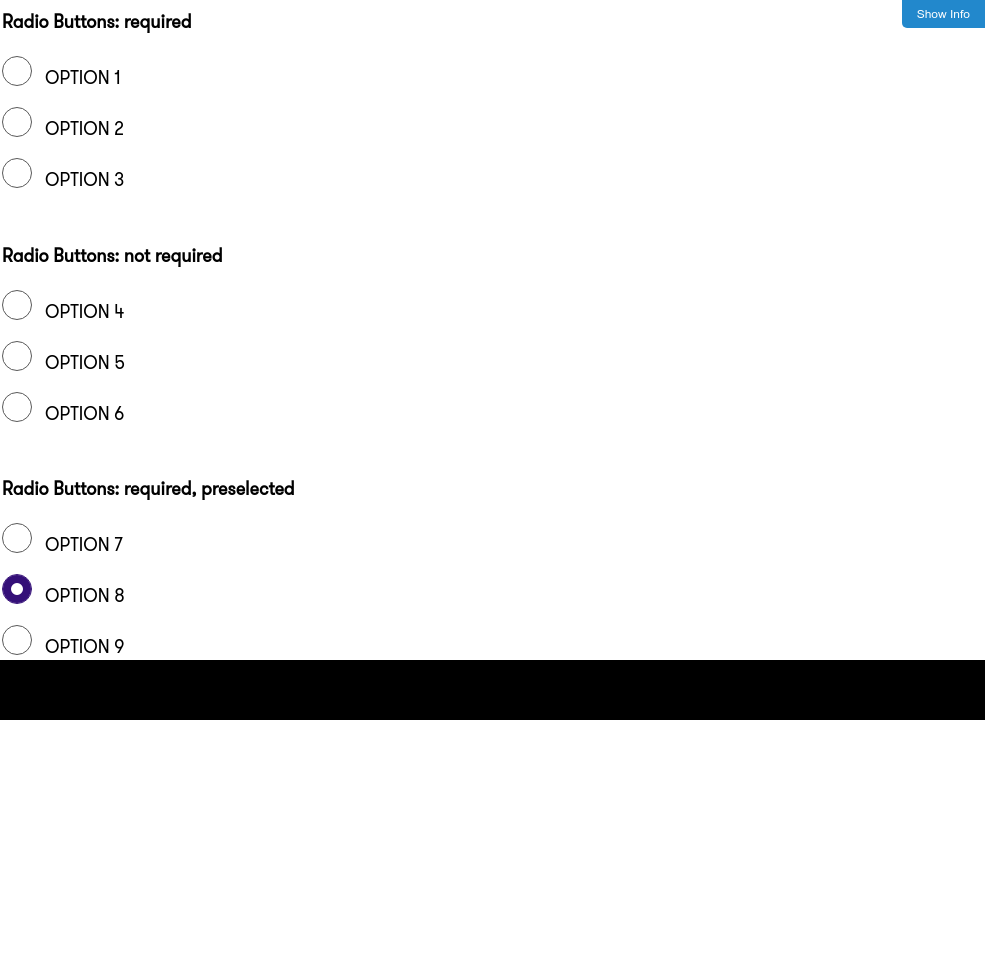 Radio Buttons: required
Show Info
OPTION 1
OPTION 2
OPTION 3
Radio Buttons: not required
OPTION 4
OPTION 5
OPTION 6
Radio Buttons: required, preselected
OPTION 7
OPTION 8
OPTION 9